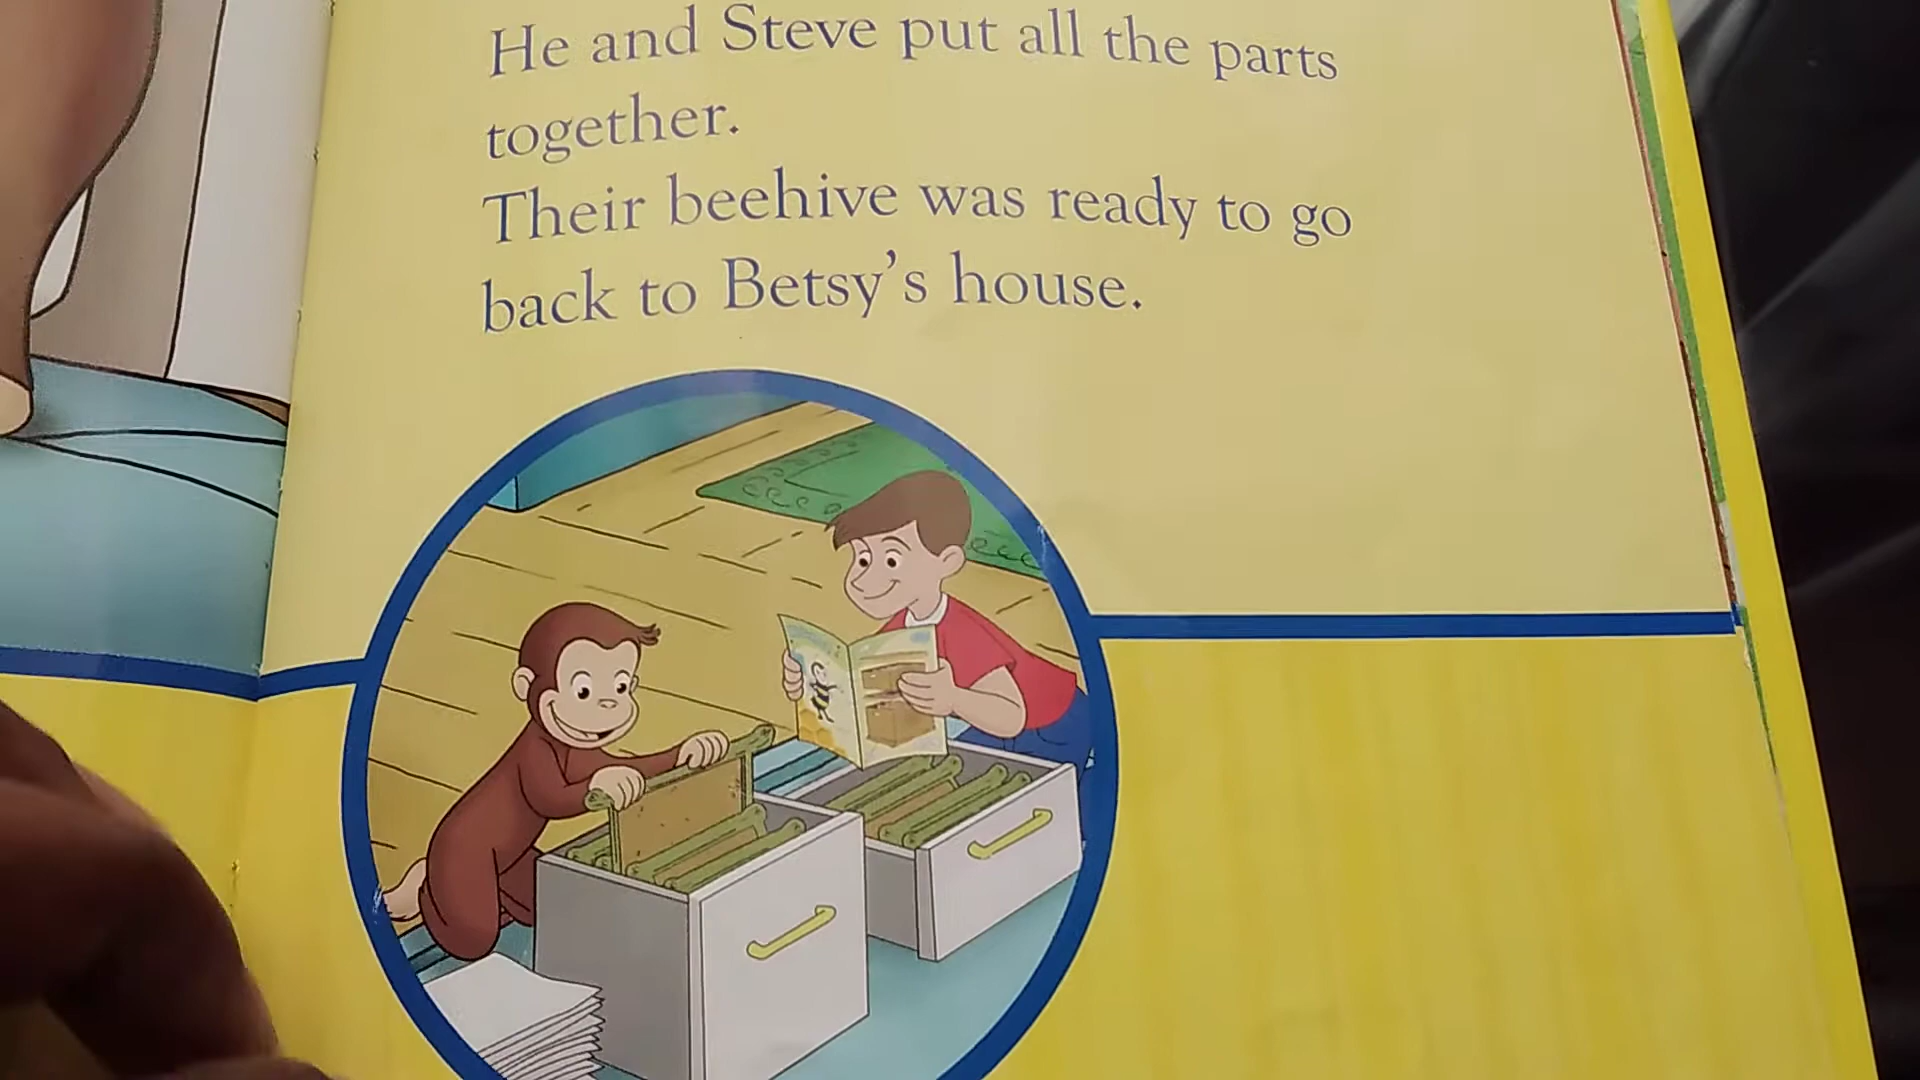 He and Steve put all the parts
together.
Their beehive was ready to go
back to Betsy's house.